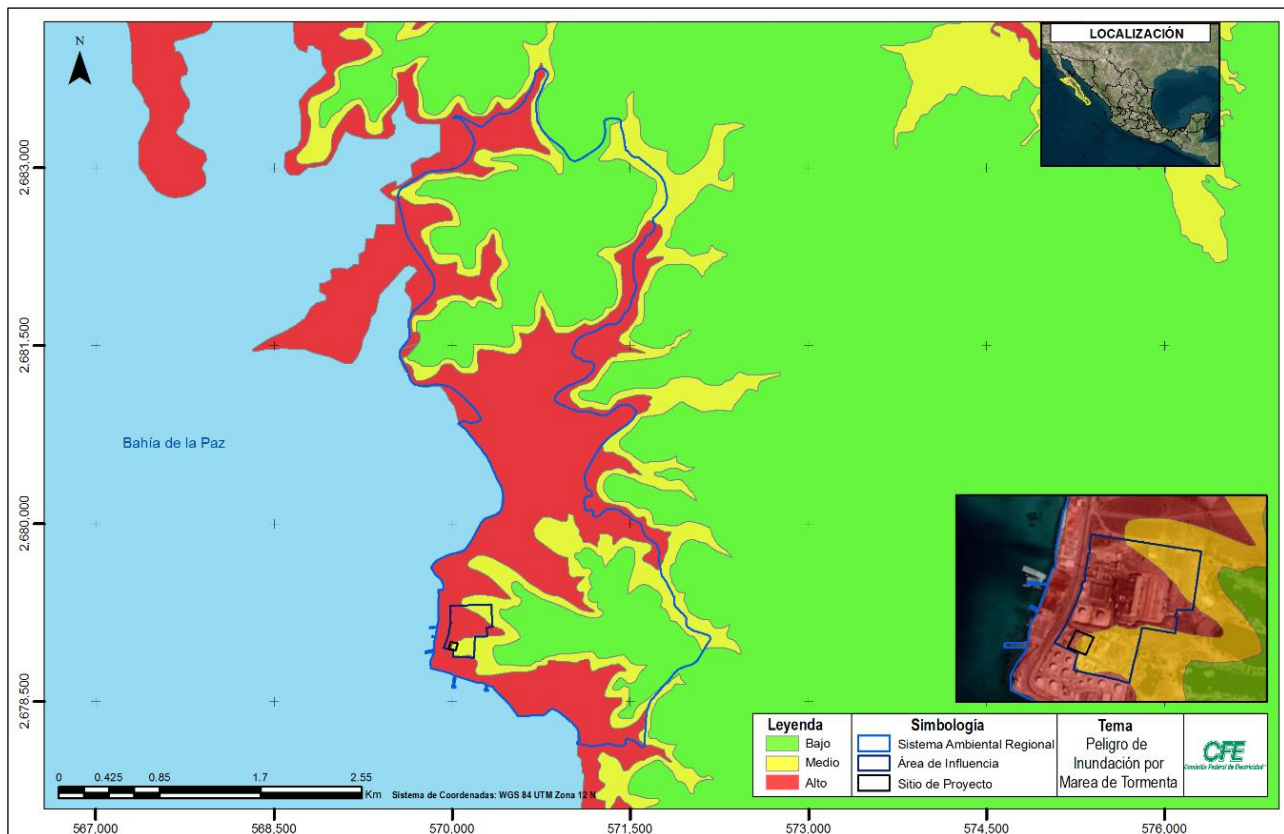 N
LOCALIZACIÓN
2.683.000
2.681.500
2.680.000
2.678.500
Bahía de la Paz
0 0.425 0.85 1.7 2.55
Km
Sistema de Coordenadas: WGS 84 UTM Zona 12 N
Leyenda
Bajo
Medio
Alto
Simbología
Sistema Ambiental Regional
Área de Influencia
Sitio de Proyecto
Tema
Peligro de
Inundación por
Marea de Tormenta
CFE
Comisión Federal de Electricidad
567.000 568.500 570.000 571.500 573.000 574.500 576.000